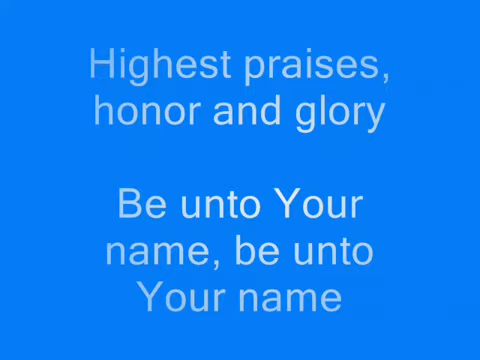 Highest praises,
honor and glory
Be unto Your
name, be unto
Your name